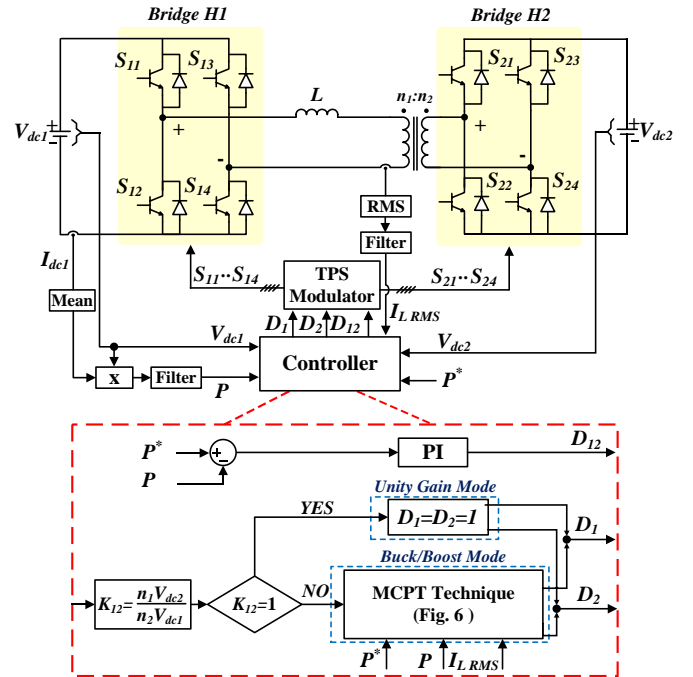 Bridge H1
Bridge H2
S11
S13
S21
S23
L
n1:n2
+
+
Vdc1
+
-
+
-
Vdc2
-
-
S12
S14
S22
S24
RMS
Filter
Idc1
Mean
S11··S14
TPS
Modulator
S21··S24
IL RMS
D1
D2
D12
Vdc1
Controller
Vdc2
x
Filter
P
P*
P*
+
-
P
PI
D12
Unity Gain Mode
YES
D1=D2=1
D1
Buck/Boost Mode
K12= n1Vdc2
n2Vdc1
K12=1
NO
MCPT Technique
(Fig. 6 )
D2
P*
P
IL RMS